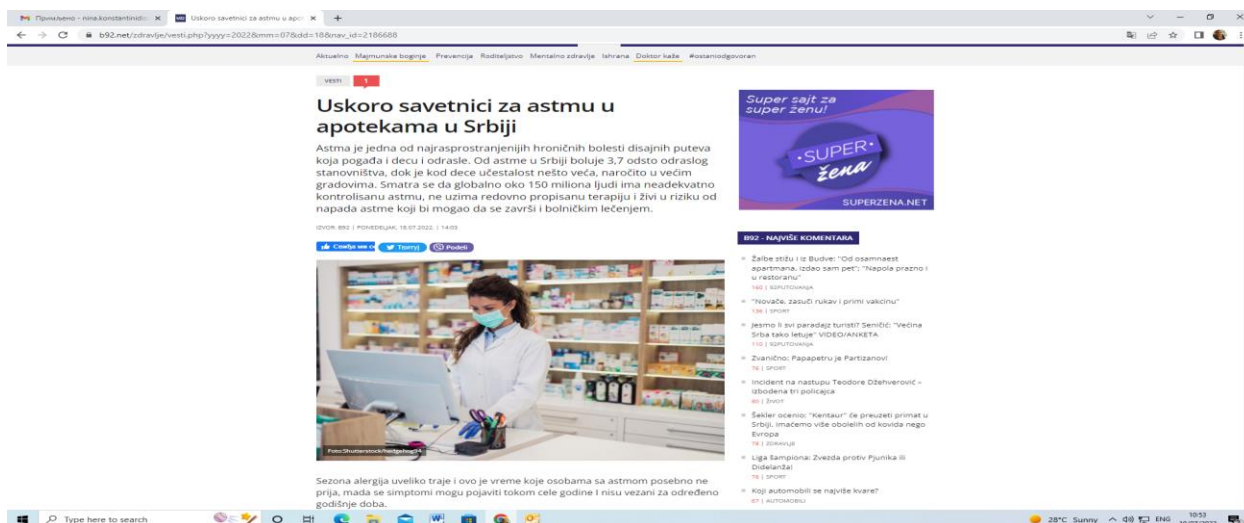 Uskoro savetnici za astmu u apot
b92.net/zdravlje/vesti.php?yyyy=2022&mm=07&dd=18&nav_id=2186688
Aktuelno Majmunske boginje Prevencija Roditeljstvo Mentalno zdravlje Ishrana Doktor kaže #ostaniodgovoran
VESTI 1
Uskoro savetnici za astmu u
apotekama u Srbiji
Astma je jedna od najrasprostranjenijih hroničnih bolesti disajnih puteva
koja pogađa i decu i odrasle. Od astme u Srbiji boluje 3,7 odsto odraslog
stanovništva, dok je kod dece učestalost nešto veća, naročito u većim
gradovima. Smatra se da globalno oko 150 miliona ljudi ima neadekvatno
kontrolisanu astmu, ne uzima redovno propisanu terapiju i živi u riziku od
napada astme koji bi mogao da se završi i bolničkim lečenjem.
IZVOR: B92 | PONEDELJAK, 18.07.2022. | 14:03
Podeli
Foto:Shutterstock/hedgehog94
Sezona alergija uveliko traje i ovo je vreme koje osobama sa astmom posebno ne
prija, mada se simptomi mogu pojaviti tokom cele godine I nisu vezani za određeno
godišnje doba.
Super sajt za
super ženu!
•SUPER•
žena
SUPERZENA.NET
B92 - NAJVIŠE KOMENTARA
Žalbe stižu i iz Budve: "Od osamnaest
apartmana, izdao sam pet"; "Napola prazno i
u restoranu"
160 | 92PUTOVANJA
"Novače, zasuči rukav i primi vakcinu"
| SPORT
Jesmo li svi paradajz turisti? Seničić: "Većina
Srba tako letuje" VIDEO/ANKETA
110 | 92PUTOVANJA
Zvanično: Papapetru je Partizanov!
| SPORT
Incident na nastupu Teodore Džehverović –
izbodena tri policajca
| ŽIVOT
Šekler ocenio: "Kentaur" će preuzeti primat u
Srbiji, imaćemo više obolelih od kovida nego
Evropa
| ZDRAVLJE
Liga šampiona: Zvezda protiv Pjunika ili
Didelanža!
| SPORT
Koji automobili se najviše kvare?
67 | AUTOMOBILI
Type here to search
28°C Sunny ENG 10:53